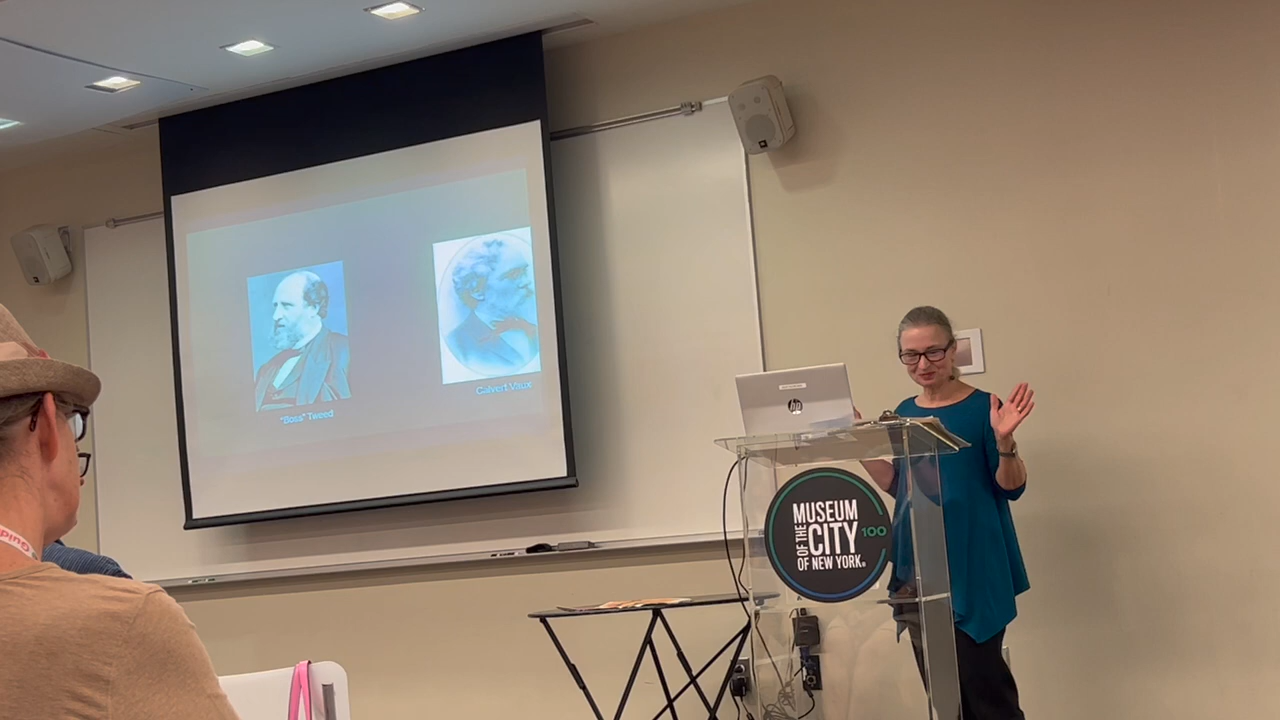 "Boss" Tweed
Calvert Vaux
hp
MUSEUM
OF THE
CITY
OF NEW YORK
100